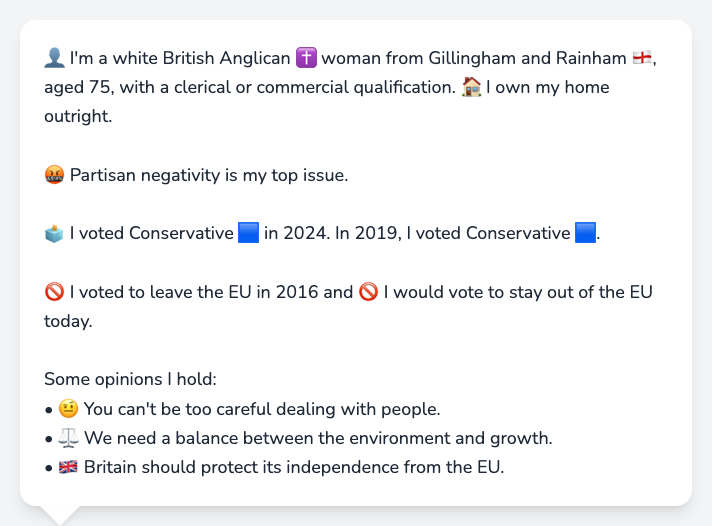 👤 I'm a white British Anglican ✝️ woman from Gillingham and Rainham 🏴󠁧󠁢󠁥󠁮󠁧󠁿,
aged 75, with a clerical or commercial qualification. 🏠 I own my home
outright.
🤬 Partisan negativity is my top issue.
🗳️ I voted Conservative 🟦 in 2024. In 2019, I voted Conservative 🟦.
🚫 I voted to leave the EU in 2016 and 🚫 I would vote to stay out of the EU
today.
Some opinions I hold:
• 🤨 You can't be too careful dealing with people.
• ⚖️ We need a balance between the environment and growth.
• 🇬🇧 Britain should protect its independence from the EU.